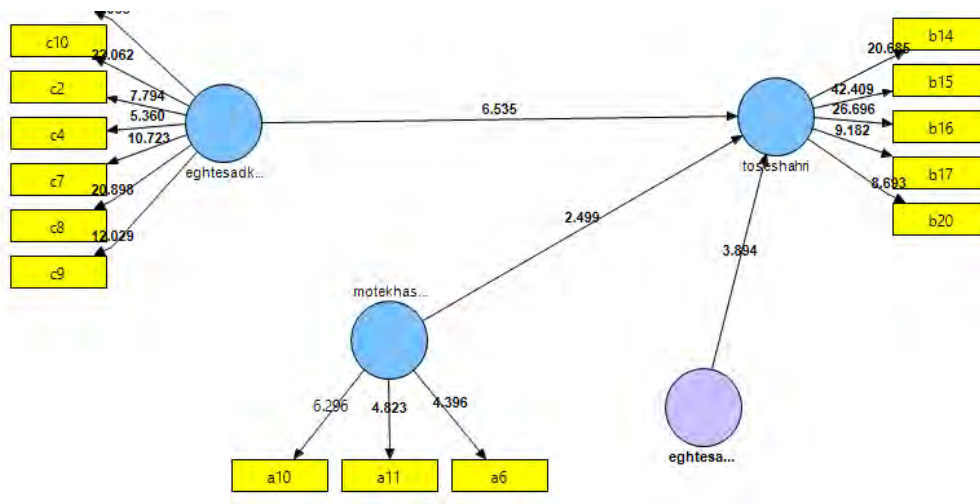 c10
22.062
c2
7.794
c4
5.360
c7
10.723
c8
20.898
c9
12.029
eghtesadk...
6.535
toseshahri
20.685
b14
42.409
b15
26.696
b16
9.182
b17
8.693
b20
2.499
3.894
motekhas...
6.296
4.823
4.396
a10
a11
a6
eghtesa...